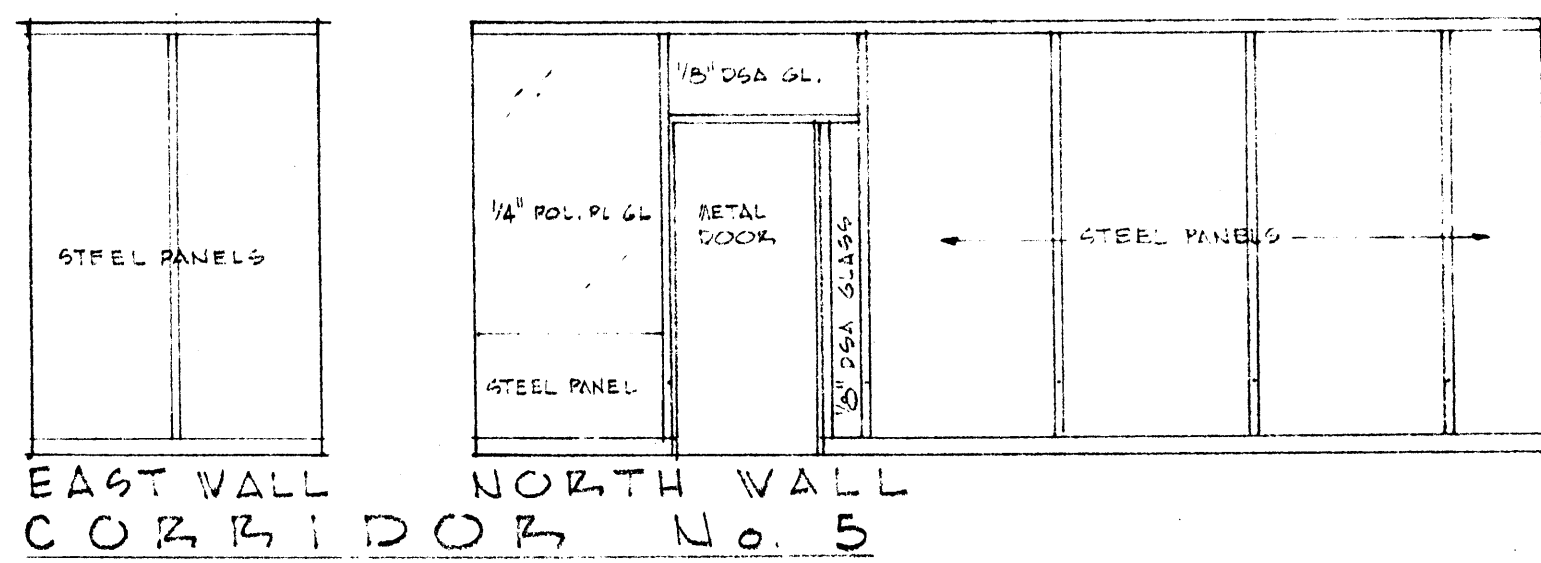 STEEL PANELS
EAST WALL
1/8" DSA GL.
1/4" POL. PL GL
METAL
DOOR
1/8" DSA GLASS
STEEL PANEL
STEEL PANELS
NORTH WALL
CORRIDOR No. 5